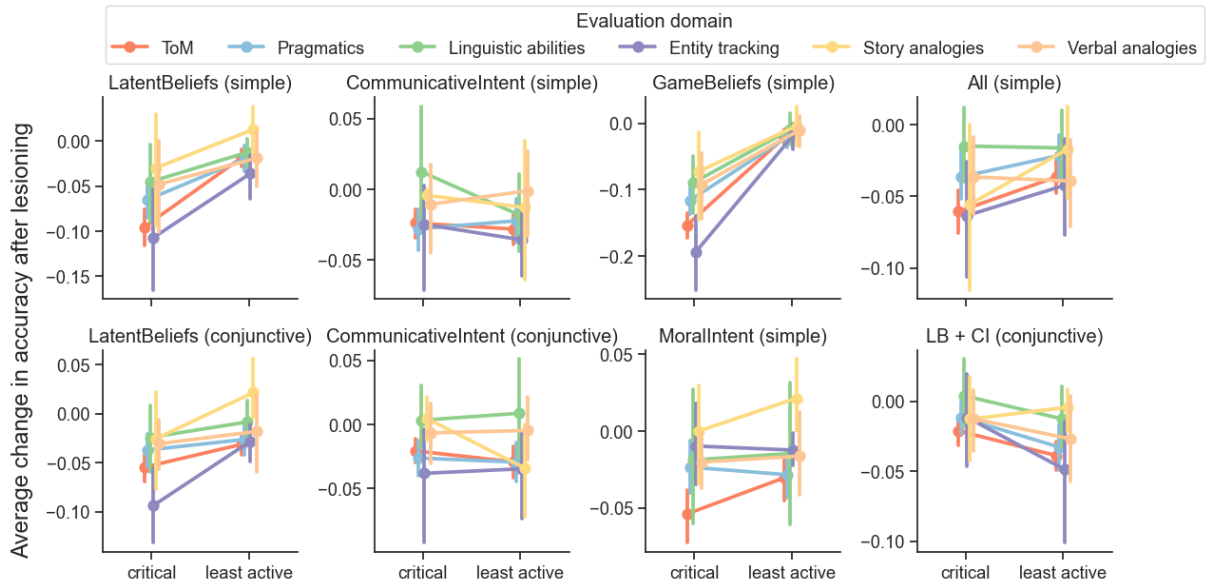 Evaluation domain
ToM Pragmatics Linguistic abilities Entity tracking Story analogies Verbal analogies
Average change in accuracy after lesioning
LatentBeliefs (simple) CommunicativeIntent (simple) GameBeliefs (simple) All (simple)
0.00 0.05 0.0 0.00
−0.05 0.00 −0.1 −0.05
−0.10 −0.05 −0.2 −0.10
−0.15
LatentBeliefs (conjunctive) CommunicativeIntent (conjunctive) MoralIntent (simple) LB + CI (conjunctive)
0.05 0.05 0.05 0.00
0.00 0.00 0.00 −0.05
−0.05 −0.05 −0.05 −0.10
−0.10
critical least active critical least active critical least active critical least active